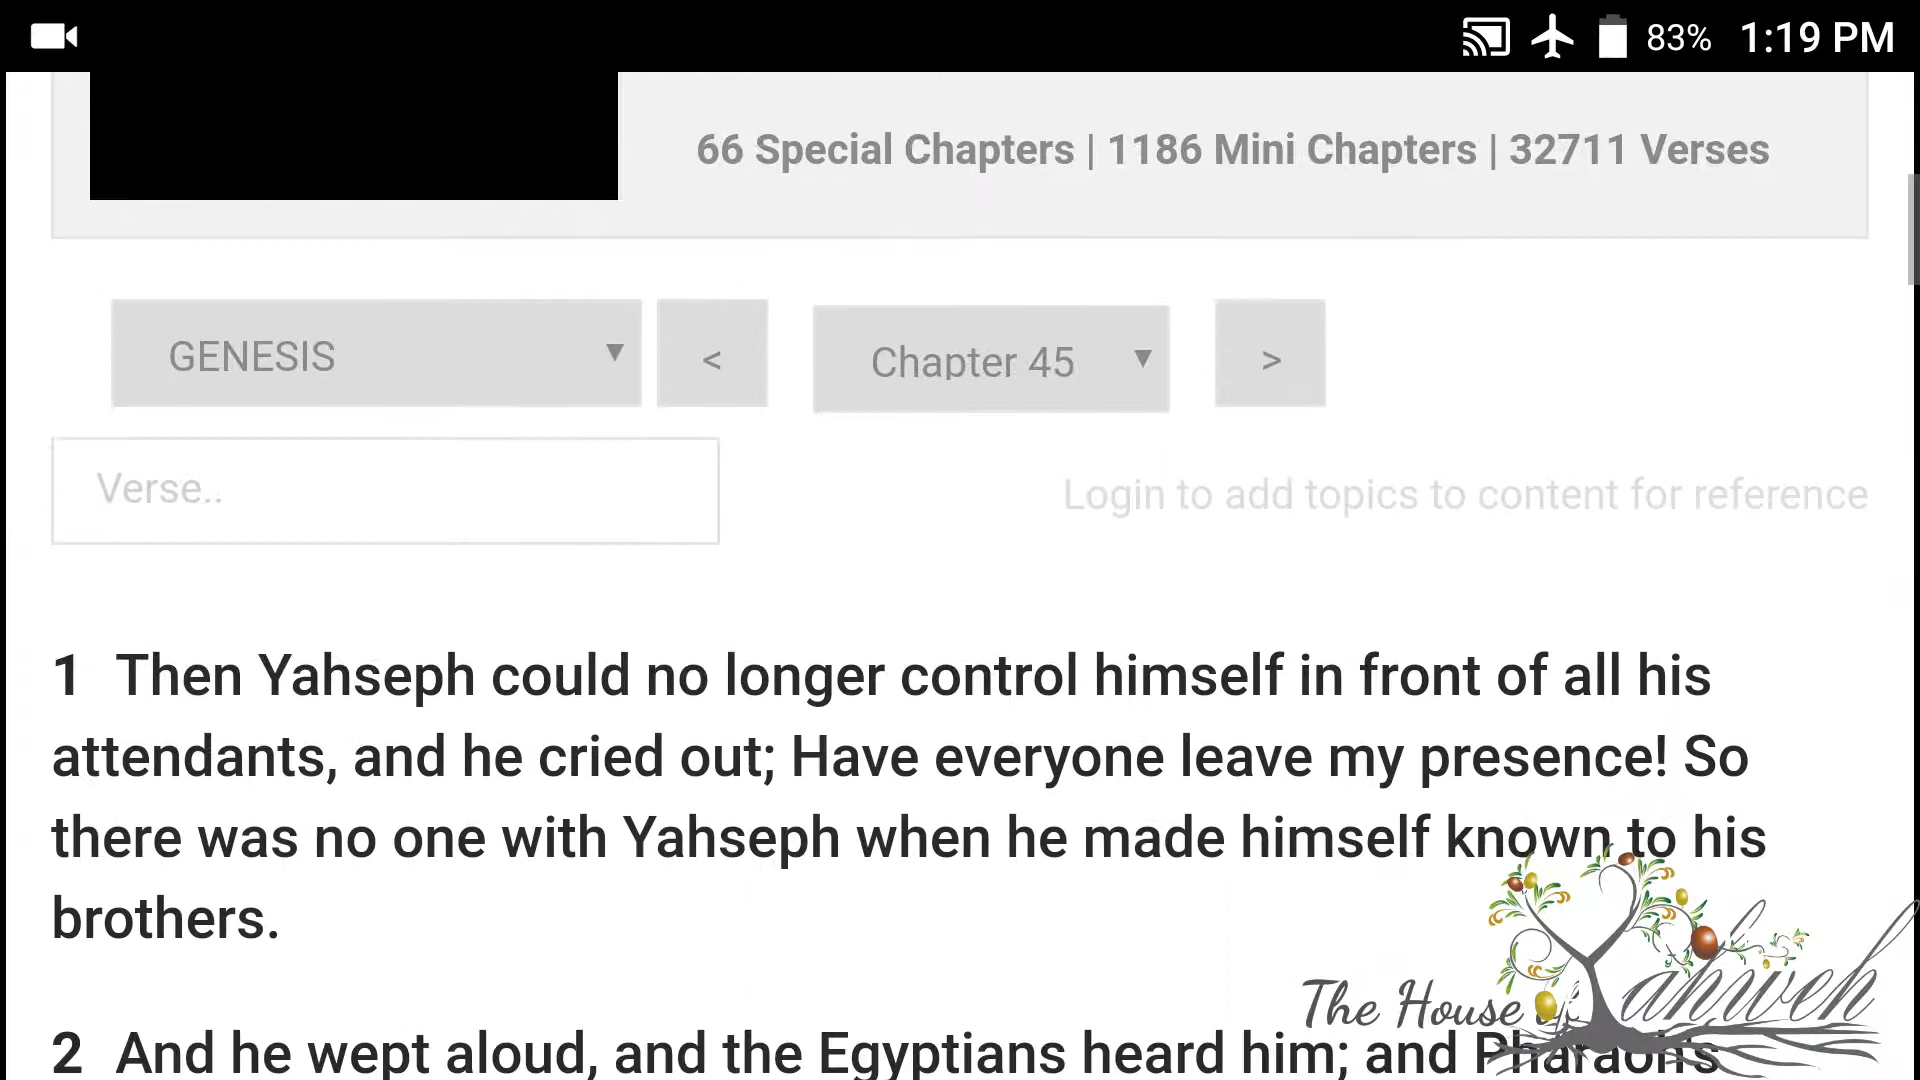 83% 1:19 PM
66 Special Chapters | 1186 Mini Chapters | 32711 Verses
GENESIS ▼ < Chapter 45 ▼ >
Verse..
Login to add topics to content for reference
1 Then Yahseph could no longer control himself in front of all his
attendants, and he cried out; Have everyone leave my presence! So
there was no one with Yahseph when he made himself known to his
brothers.
The House of Yahweh
2 And he wept aloud, and the Egyptians heard him; and Pharaoh's